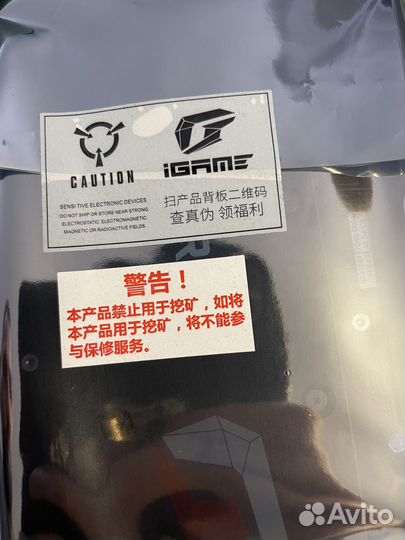 CAUTION
SENSITIVE ELECTRONIC DEVICES
DO NOT SHIP OR STORE NEAR STRONG
ELECTROSTATIC, ELECTROMAGNETIC
MAGNETIC OR RADIOACTIVE FIELDS
iGAME
扫产品背板二维码
查真伪 领福利
R
警告！
本产品禁止用于挖矿，如将
本产品用于挖矿，将不能参
与保修服务。
Avito